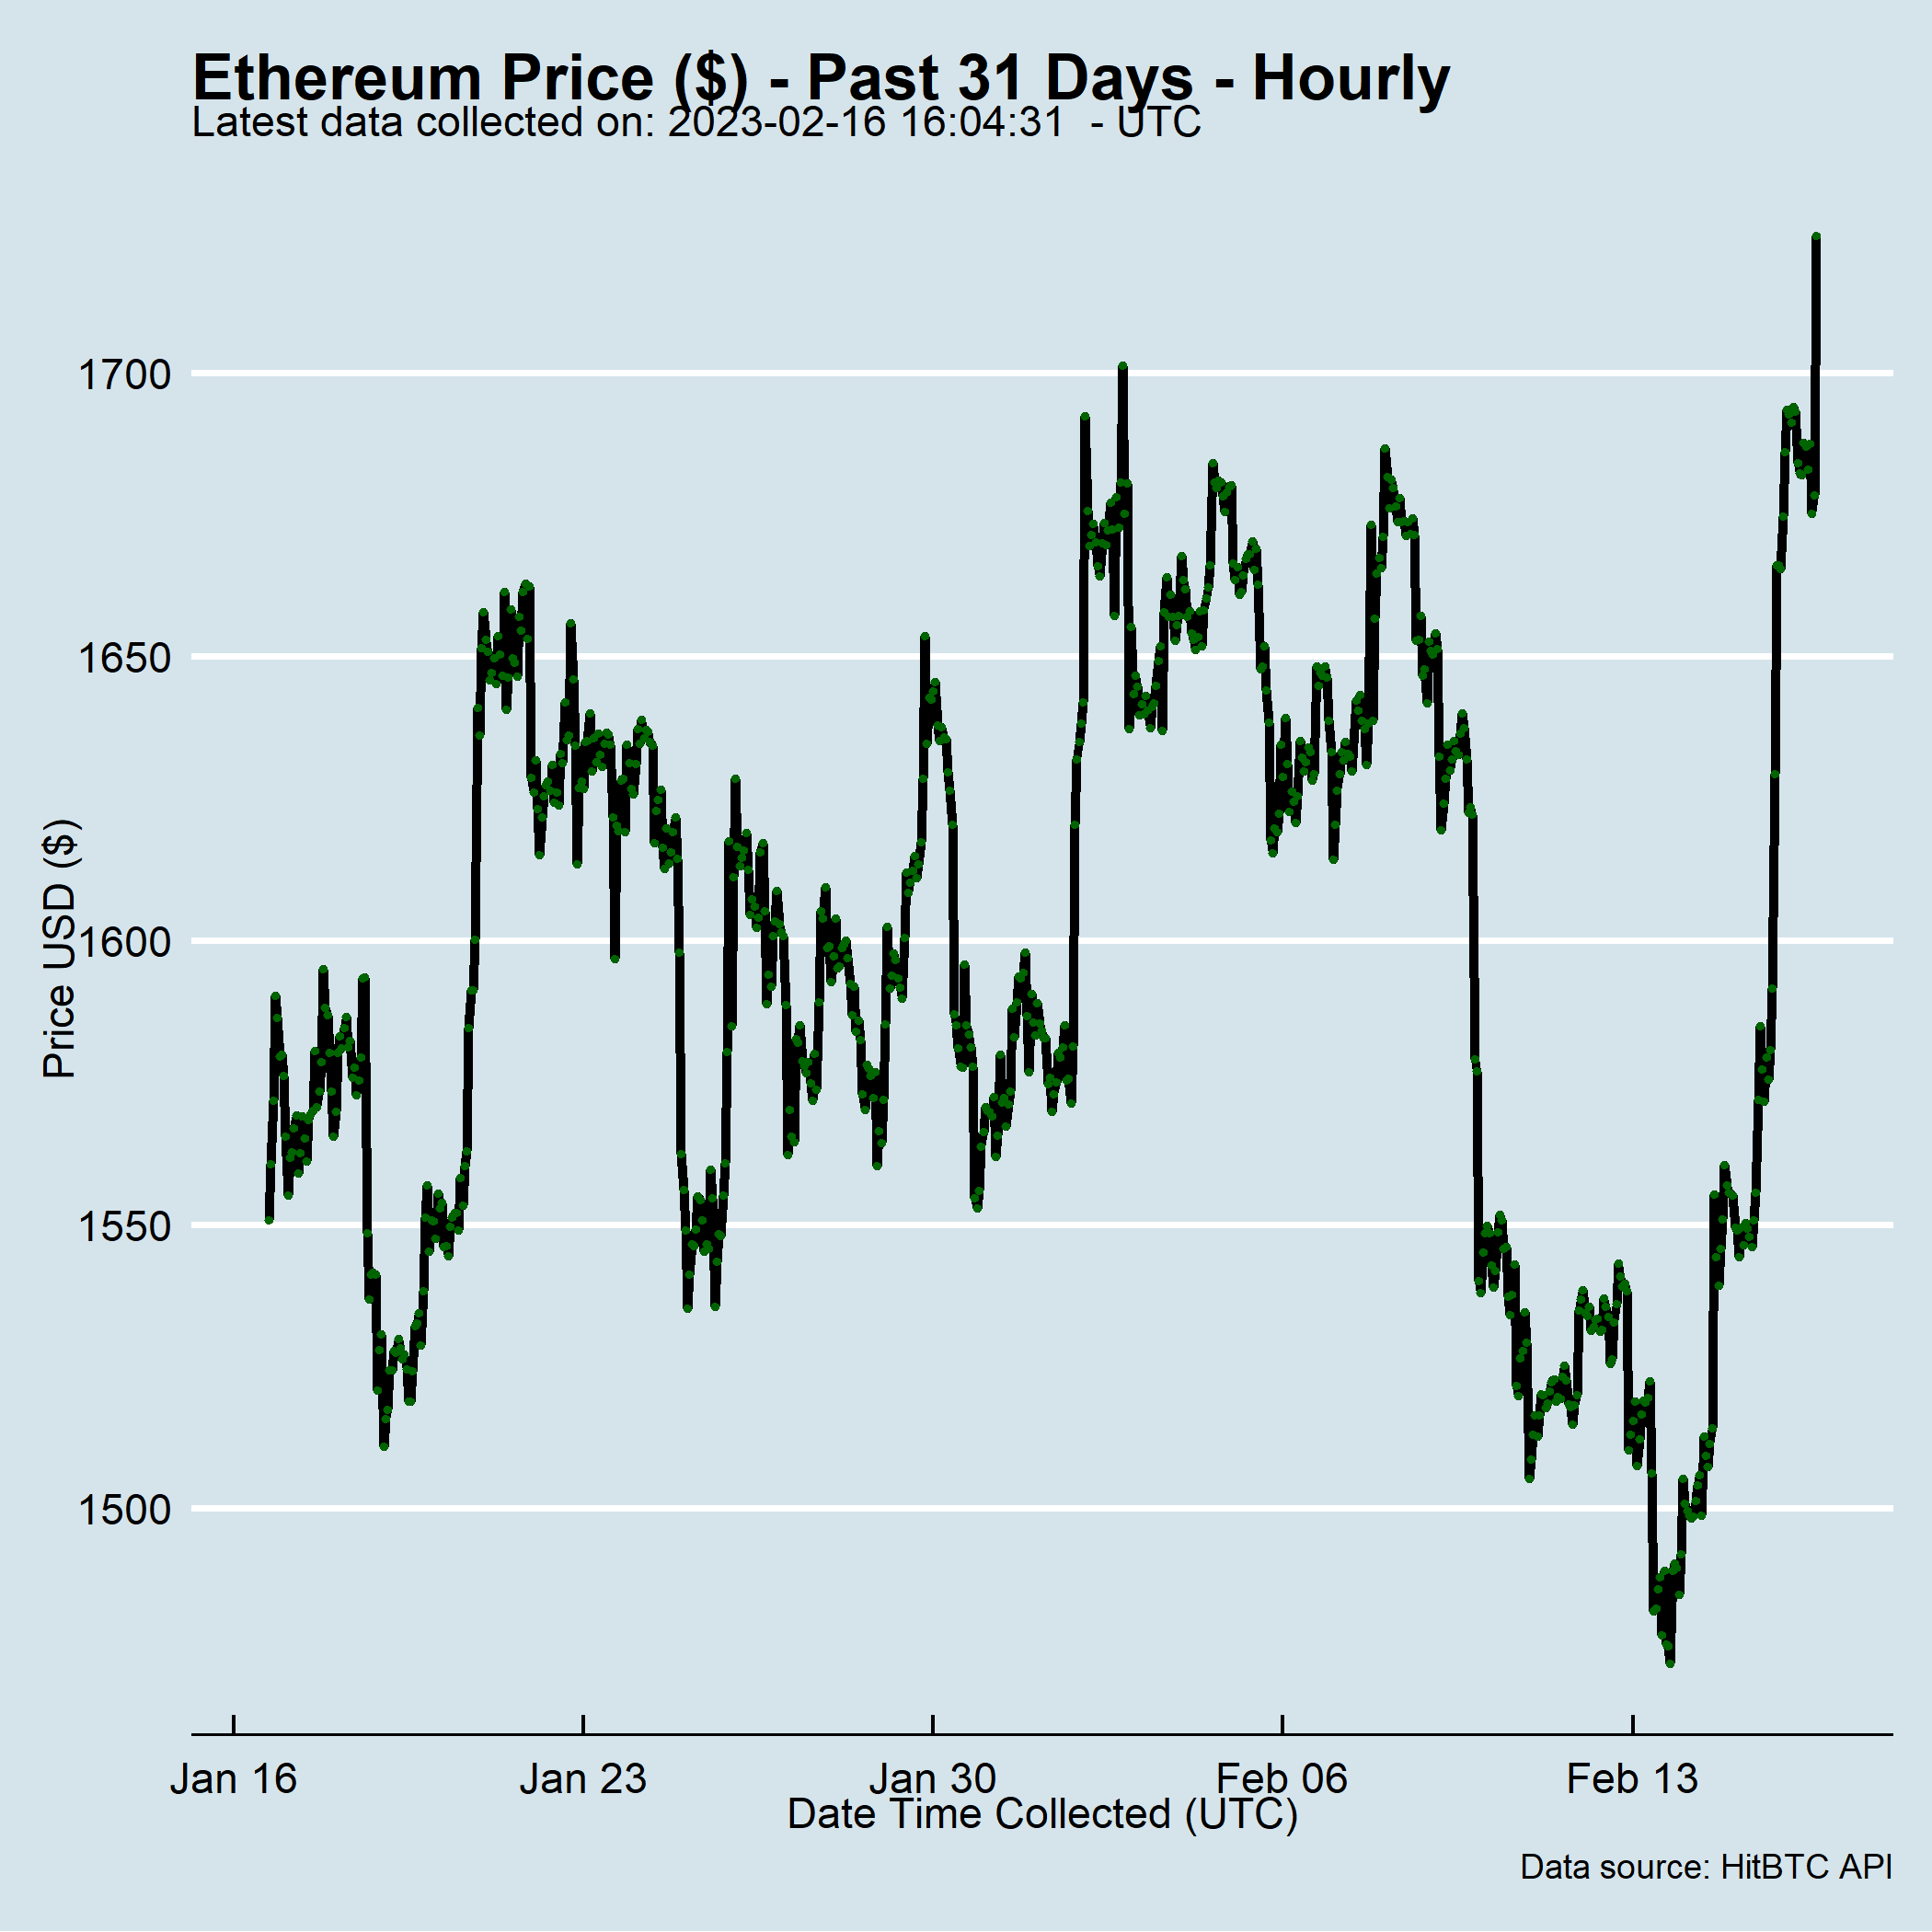 Ethereum Price ($) - Past 31 Days - Hourly
Latest data collected on: 2023-02-16 16:04:31  - UTC
Price USD ($)
1700
1650
1600
1550
1500
Jan 16 Jan 23 Jan 30 Feb 06 Feb 13
Date Time Collected (UTC)
Data source: HitBTC API